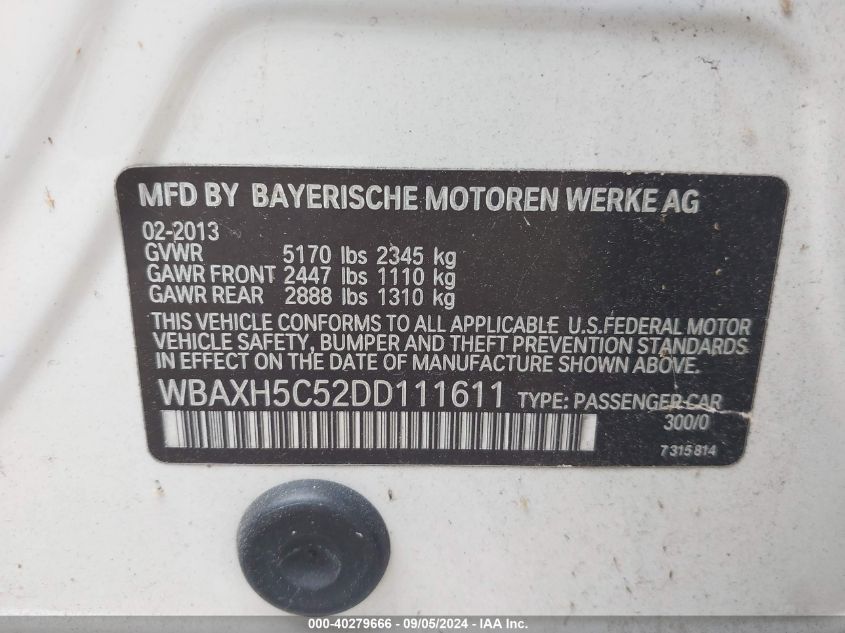 MFD BY BAYERISCHE MOTOREN WERKE AG
02-2013
GVWR 5170 lbs 2345 kg
GAWR FRONT 2447 lbs 1110 kg
GAWR REAR 2888 lbs 1310 kg
THIS VEHICLE CONFORMS TO ALL APPLICABLE U.S.FEDERAL MOTOR
VEHICLE SAFETY, BUMPER AND THEFT PREVENTION STANDARDS
IN EFFECT ON THE DATE OF MANUFACTURE SHOWN ABOVE.
WBAXH5C52DD111611 TYPE: PASSENGER CAR
300/0
7315814
000-40279666 - 09/05/2024 - IAA Inc.